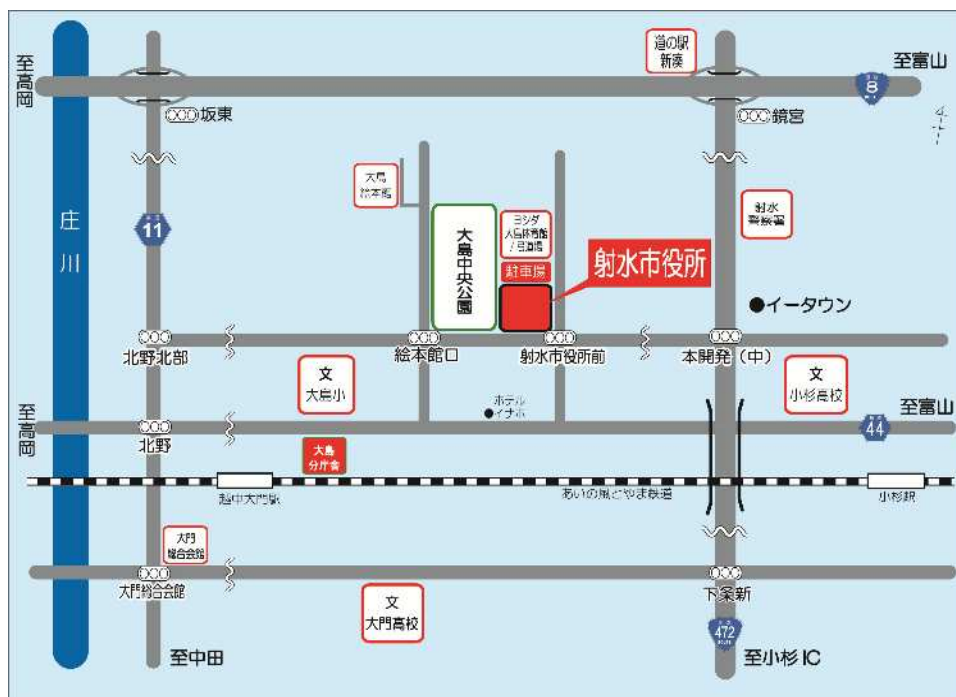 道の駅
新湊
至高岡
至富山
8
坂東
鏡宮
大島
絵本館
射水
警察署
庄川
11
大島中央公園
ヨシダ
大島体育館
/弓道場
駐車場
射水市役所
イータウン
北野北部
絵本館口
射水市役所前
本開発(中)
文
大島小
文
小杉高校
ホテル
イナホ
至高岡
至富山
北野
44
大島
分庁舎
越中大門駅
あいの風とやま鉄道
小杉駅
大門
総合会館
大門総合会館
下条新
文
大門高校
472
至中田
至小杉IC